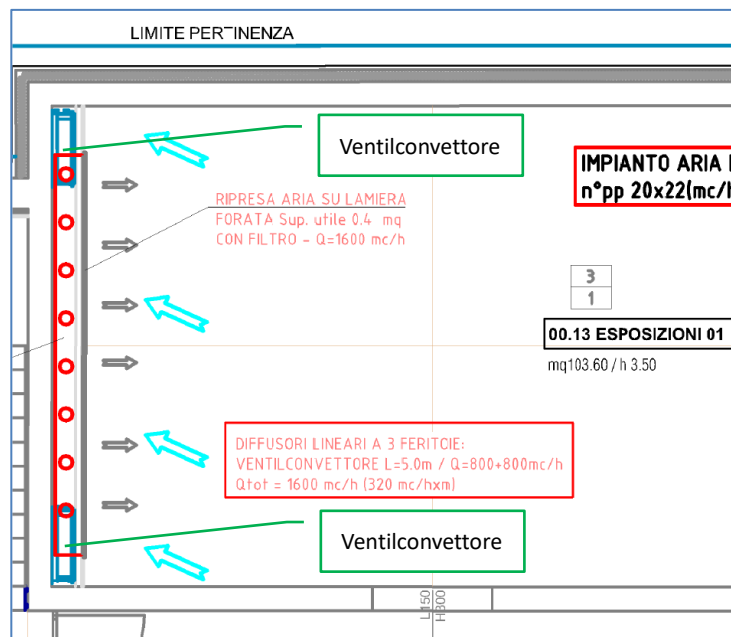 LIMITE PERTINENZA
Ventilconvettore
IMPIANTO ARIA
n°pp 20x22(mc/h
RIPRESA ARIA SU LAMIERA
FORATA Sup. utile 0.4 mq
CON FILTRO - Q=1600 mc/h
3
1
00.13 ESPOSIZIONI 01
mq103.60 / h 3.50
DIFFUSORI LINEARI A 3 FERITOIE:
VENTILCONVETTORE L=5.0m / Q=800+800mc/h
Qtot = 1600 mc/h (320 mc/hxm)
Ventilconvettore